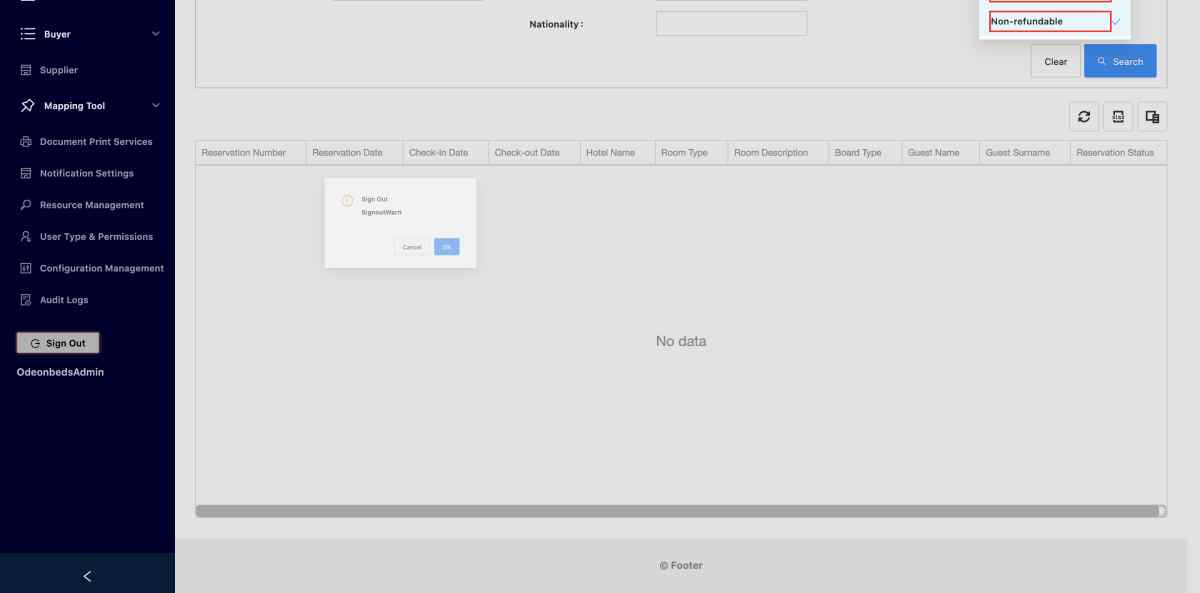 Buyer
Supplier
Mapping Tool
Document Print Services
Notification Settings
Resource Management
User Type & Permissions
Configuration Management
Audit Logs
Sign Out
OdeonbedsAdmin
Nationality :
Non-refundable
Clear
Search
XLSX
Reservation Number Reservation Date Check-In Date Check-out Date Hotel Name Room Type Room Description Board Type Guest Name Guest Surname Reservation Status
Sign Out
SignoutWarn
Cancel
OK
No data
© Footer